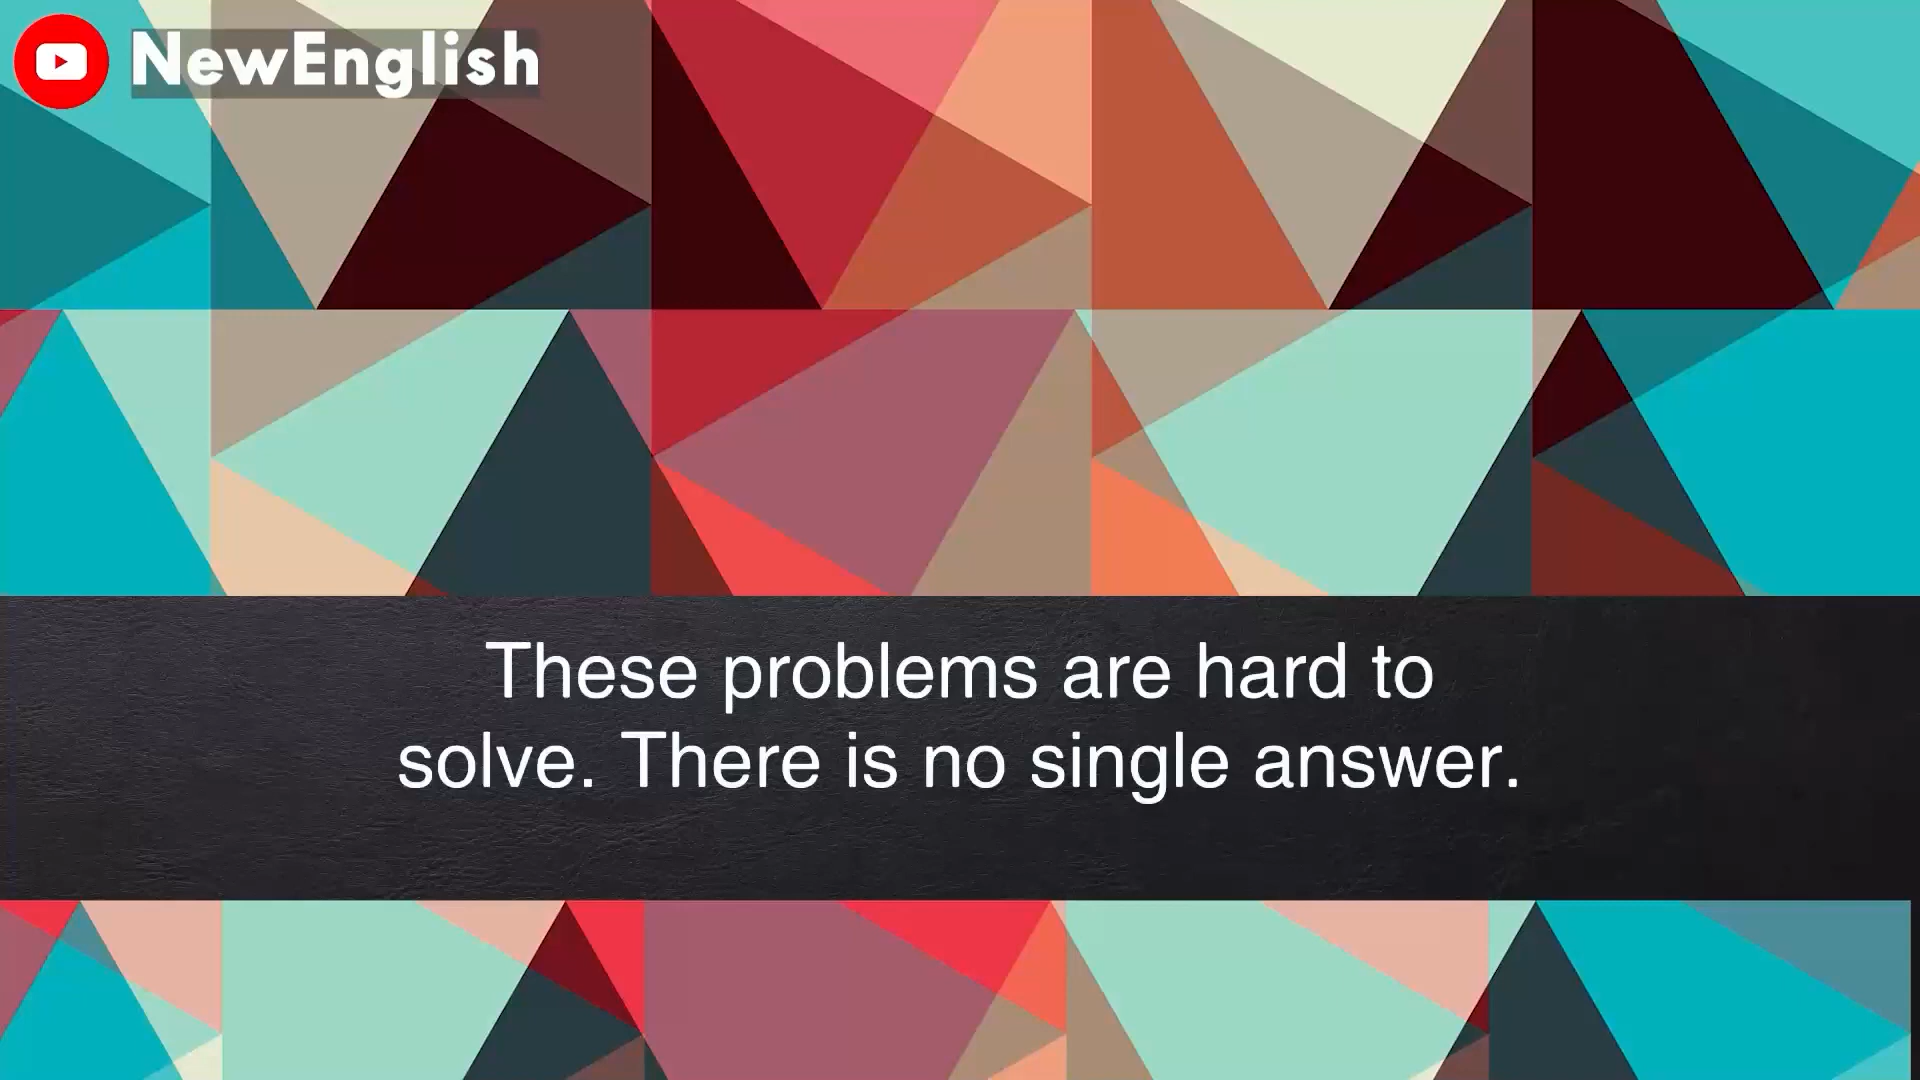 NewEnglish
These problems are hard to
solve. There is no single answer.